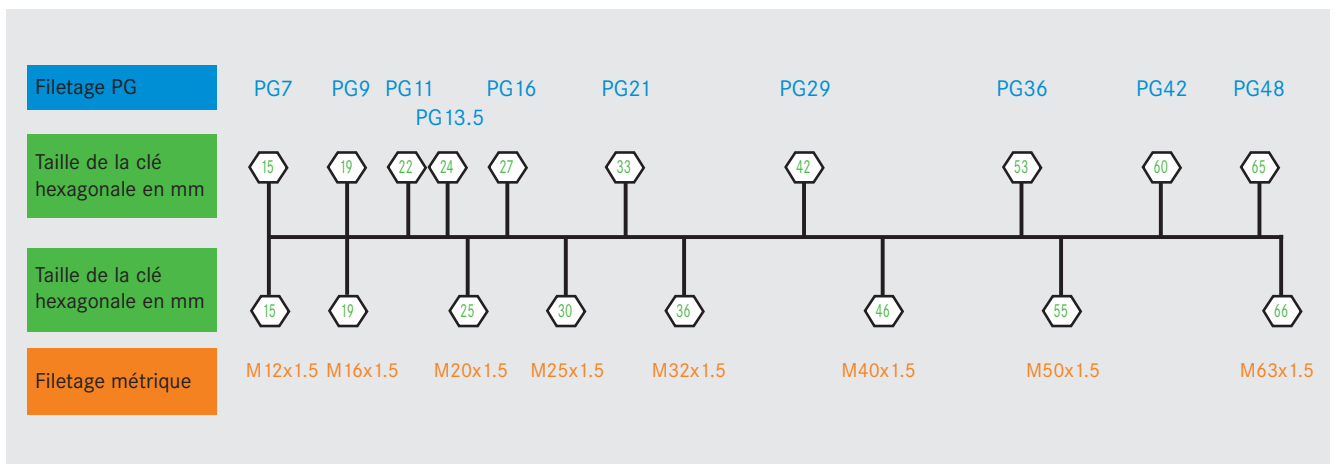 Filetage PG
PG7 PG9 PG11 PG16 PG21 PG29 PG36 PG42 PG48
PG13.5
Taille de la clé
hexagonale en mm
15 19 22 24 27 33 42 53 60 65
Taille de la clé
hexagonale en mm
15 19 25 30 36 46 55 66
Filetage métrique
M12x1.5 M16x1.5 M20x1.5 M25x1.5 M32x1.5 M40x1.5 M50x1.5 M63x1.5